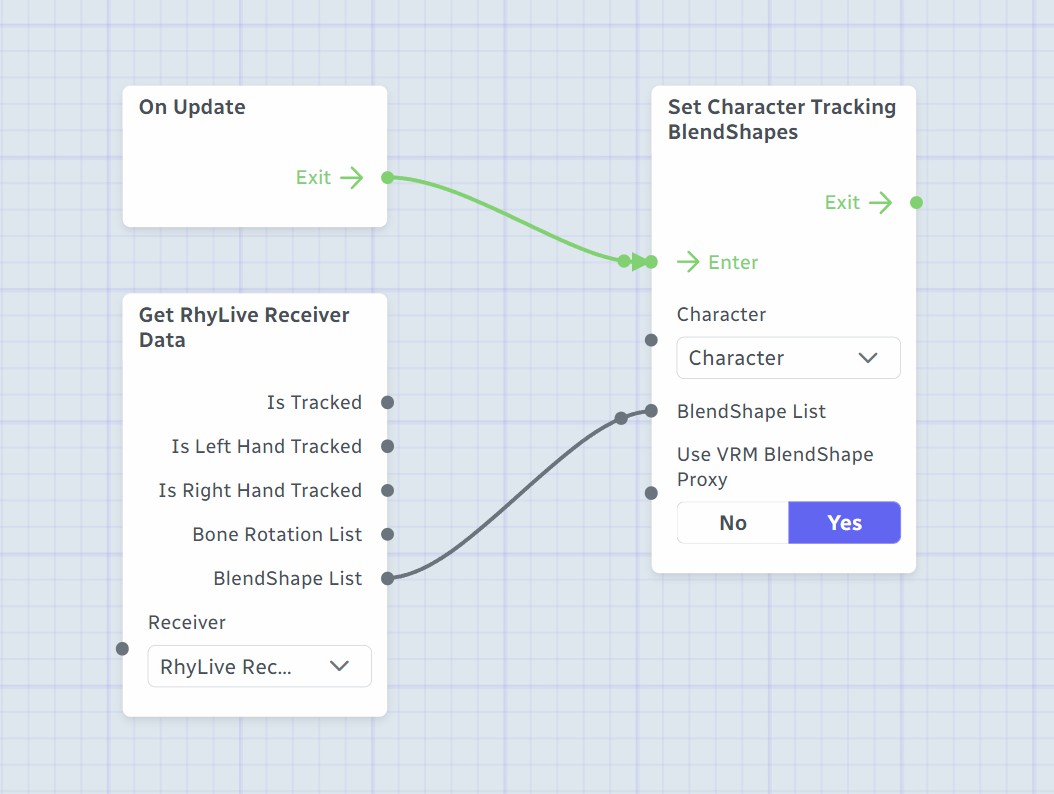 On Update
Exit
Get RhyLive Receiver
Data
Is Tracked
Is Left Hand Tracked
Is Right Hand Tracked
Bone Rotation List
BlendShape List
Receiver
RhyLive Rec...
Set Character Tracking
BlendShapes
Exit
Enter
Character
Character
BlendShape List
Use VRM BlendShape
Proxy
No Yes